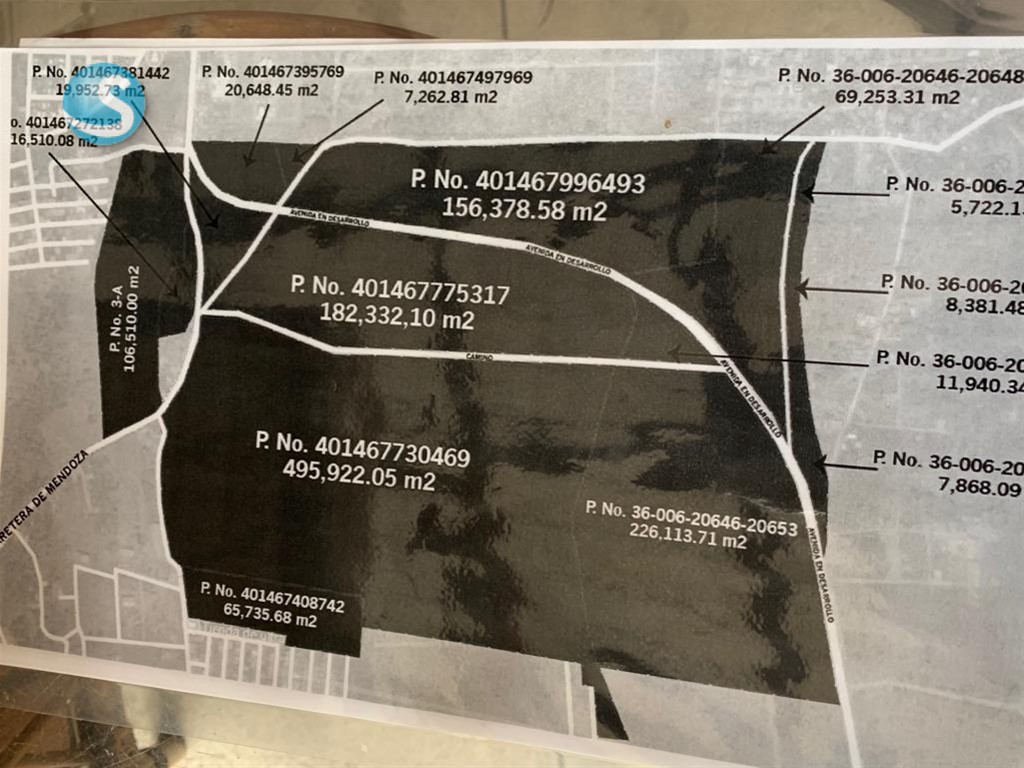 P. No. 401467381442
19,952.73 m2
P. No. 401467395769
20,648.45 m2
P. No. 401467497969
7,262.81 m2
P. No. 36-006-20646-20648
69,253.31 m2
o. 401467272138
16,510.08 m2
P. No. 401467996493
156,378.58 m2
P. No. 36-006-2
5,722.1
AVENIDA EN DESARROLLO
AVENIDA EN DESARROLLO
P. No. 3-A
106,510.00 m2
P. No. 401467775317
182,332,10 m2
P. No. 36-006-20
8,381.48
CAMINO
P. No. 36-006-20
11,940.34
AVENIDA EN DESARROLLO
P. No. 401467730469
495,922.05 m2
P. No. 36-006-20
7,868.09
RETERA DE MENDOZA
P. No. 36-006-20646-20653
226,113.71 m2
AVENIDA EN DESARROLLO
P. No. 401467408742
65,735.68 m2